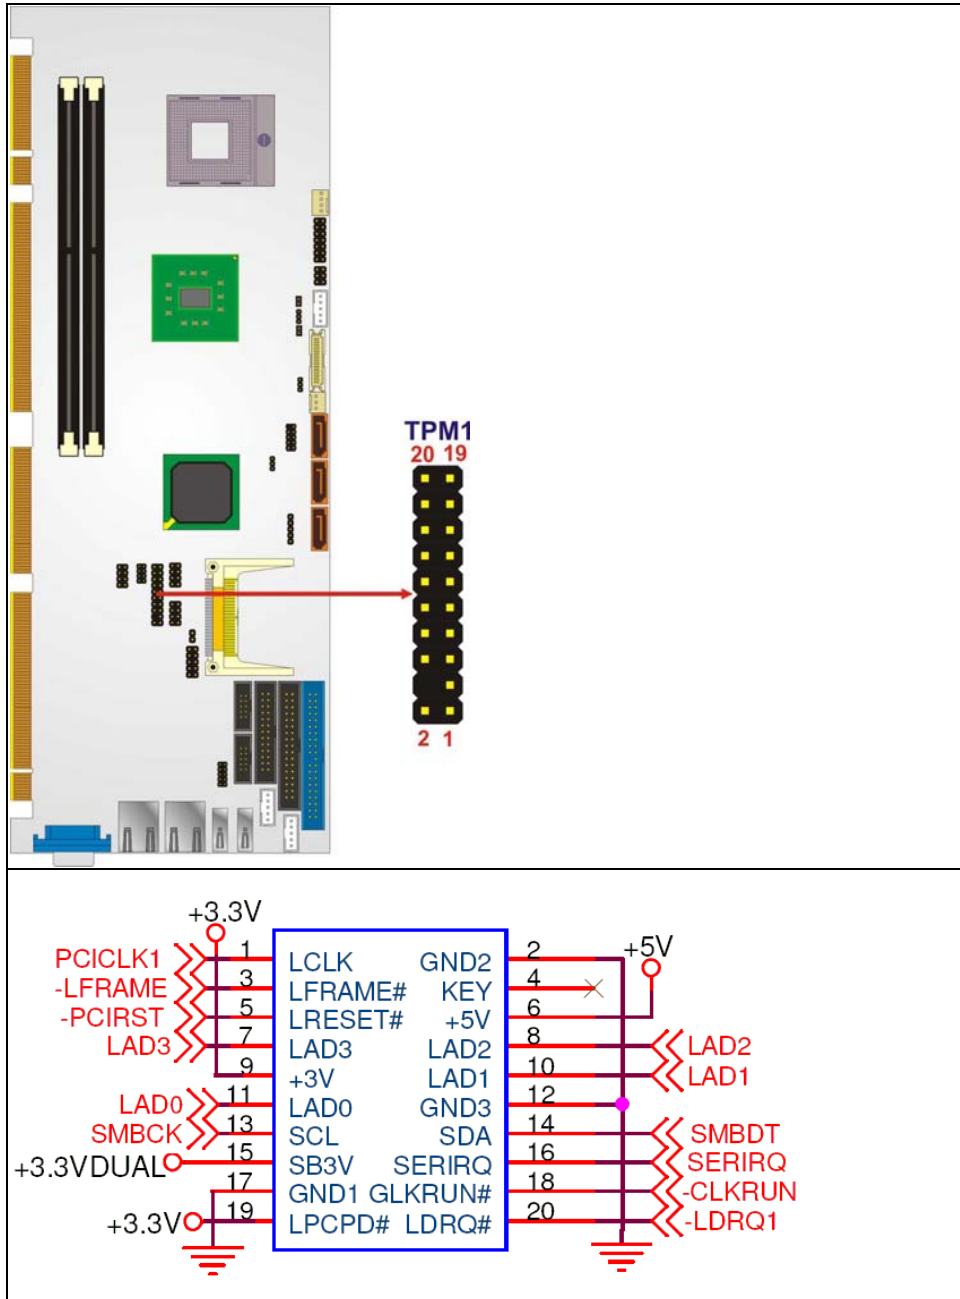 TPM1
20 19
2 1
+3.3V
PCICLK1 1 LCLK GND2 2 +5V
-LFRAME 3 LFRAME# KEY 4
-PCIRST 5 LRESET# +5V 6
LAD3 7 LAD3 LAD2 8 LAD2
9 +3V LAD1 10 LAD1
LAD0 11 LAD0 GND3 12
SMBCK 13 SCL SDA 14 SMBDT
+3.3VDUAL 15 SB3V SERIRQ 16 SERIRQ
17 GND1 GLKRUN# 18 -CLKRUN
+3.3V 19 LPCPD# LDRQ# 20 -LDRQ1